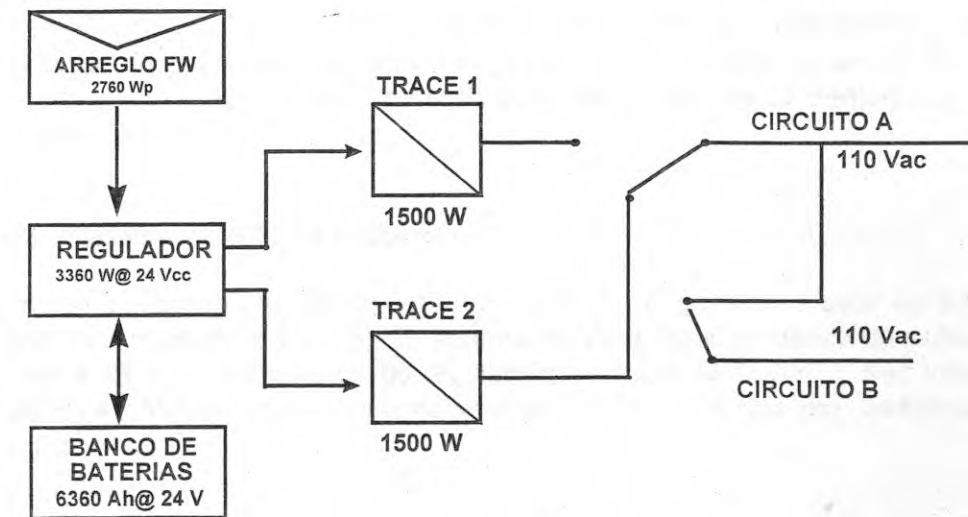 ARREGLO FW
2760 Wp
TRACE 1
1500 W
CIRCUITO A
110 Vac
REGULADOR
3360 W@ 24 Vcc
TRACE 2
1500 W
110 Vac
CIRCUITO B
BANCO DE
BATERIAS
6360 Ah@ 24 V